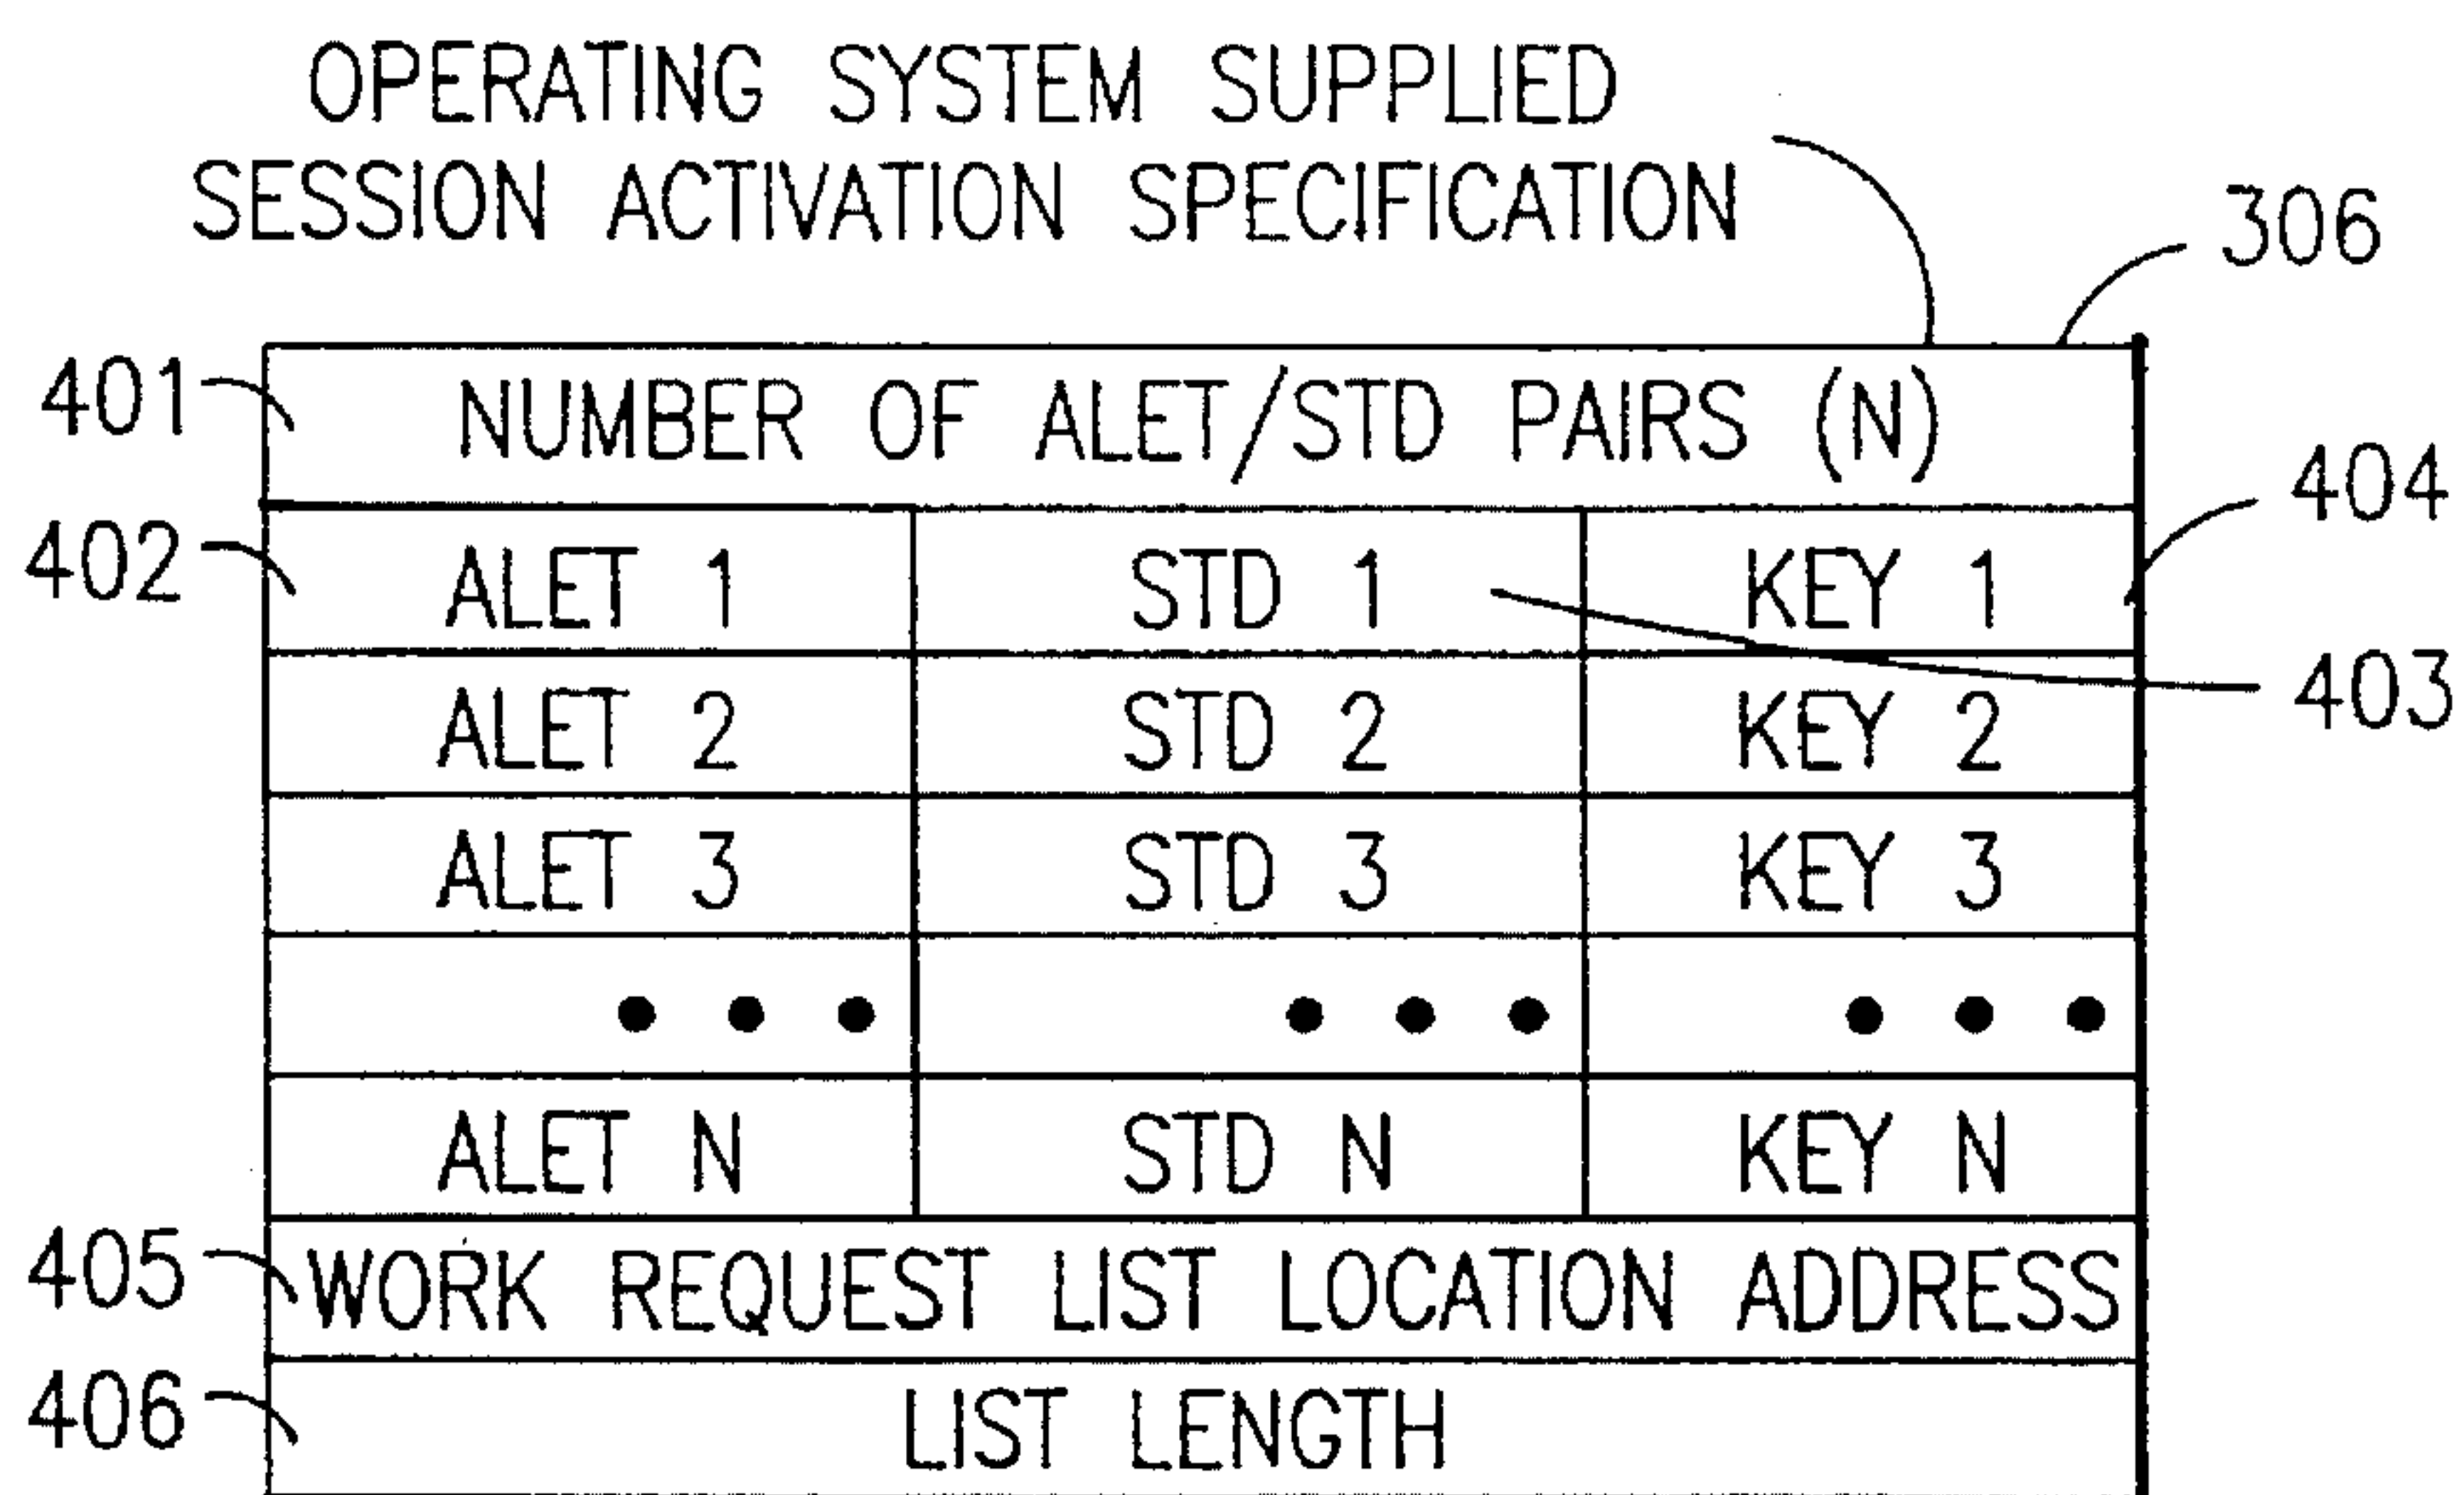 OPERATING SYSTEM SUPPLIED
SESSION ACTIVATION SPECIFICATION
306
401 NUMBER OF ALET/STD PAIRS (N)
404
402 ALET 1 STD 1 KEY 1
403
ALET 2 STD 2 KEY 2
ALET 3 STD 3 KEY 3
• • • • • • • • •
ALET N STD N KEY N
405 WORK REQUEST LIST LOCATION ADDRESS
406 LIST LENGTH